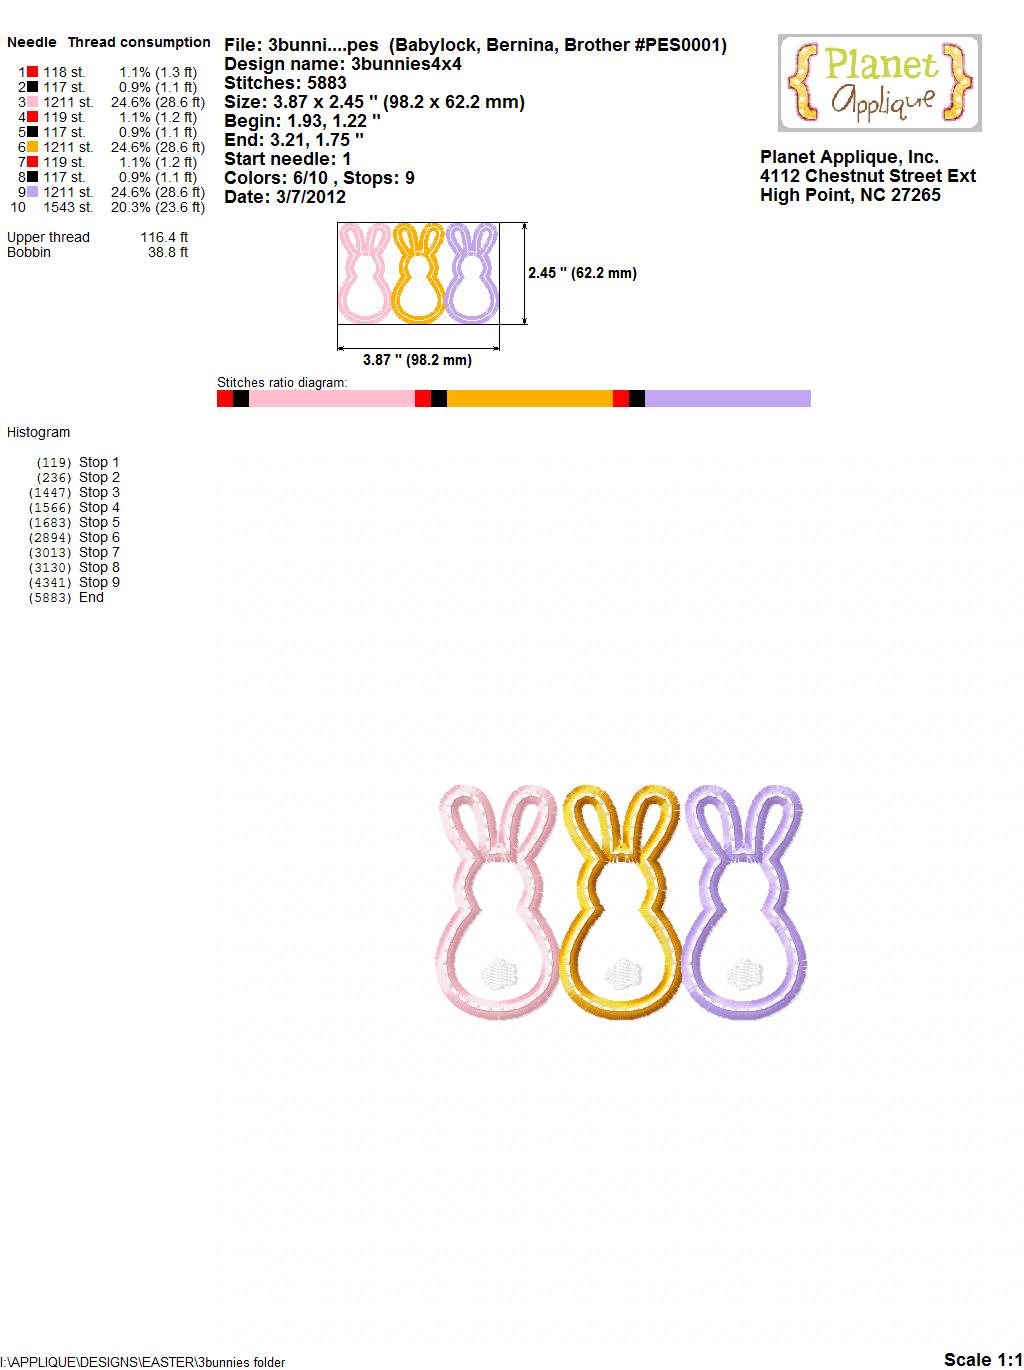 Needle Thread consumption
1 118 st. 1.1% (1.3 ft)
2 117 st. 0.9% (1.1 ft)
3 1211 st. 24.6% (28.6 ft)
4 119 st. 1.1% (1.2 ft)
5 117 st. 0.9% (1.1 ft)
6 1211 st. 24.6% (28.6 ft)
7 119 st. 1.1% (1.2 ft)
8 117 st. 0.9% (1.1 ft)
9 1211 st. 24.6% (28.6 ft)
10 1543 st. 20.3% (23.6 ft)
Upper thread 116.4 ft
Bobbin 38.8 ft
File: 3bunni....pes (Babylock, Bernina, Brother #PES0001)
Design name: 3bunnies4x4
Stitches: 5883
Size: 3.87 x 2.45 " (98.2 x 62.2 mm)
Begin: 1.93, 1.22 "
End: 3.21, 1.75 "
Start needle: 1
Colors: 6/10 , Stops: 9
Date: 3/7/2012
{ Planet }
Applique
Planet Applique, Inc.
4112 Chestnut Street Ext
High Point, NC 27265
2.45 " (62.2 mm)
3.87 " (98.2 mm)
Stitches ratio diagram:
Histogram
(119) Stop 1
(236) Stop 2
(1447) Stop 3
(1566) Stop 4
(1683) Stop 5
(2894) Stop 6
(3013) Stop 7
(3130) Stop 8
(4341) Stop 9
(5883) End
I:\APPLIQUE\DESIGNS\EASTER\3bunnies folder
Scale 1:1